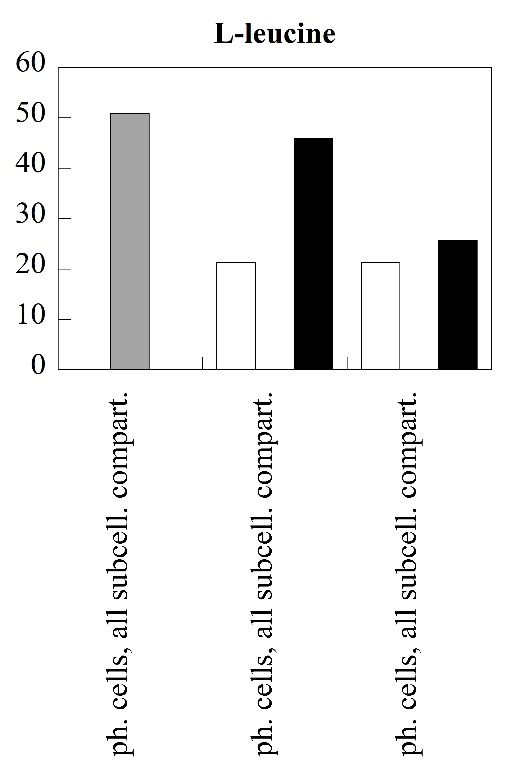 L-leucine
60
50
40
30
20
10
0
ph. cells, all subcell. compart.
ph. cells, all subcell. compart.
ph. cells, all subcell. compart.